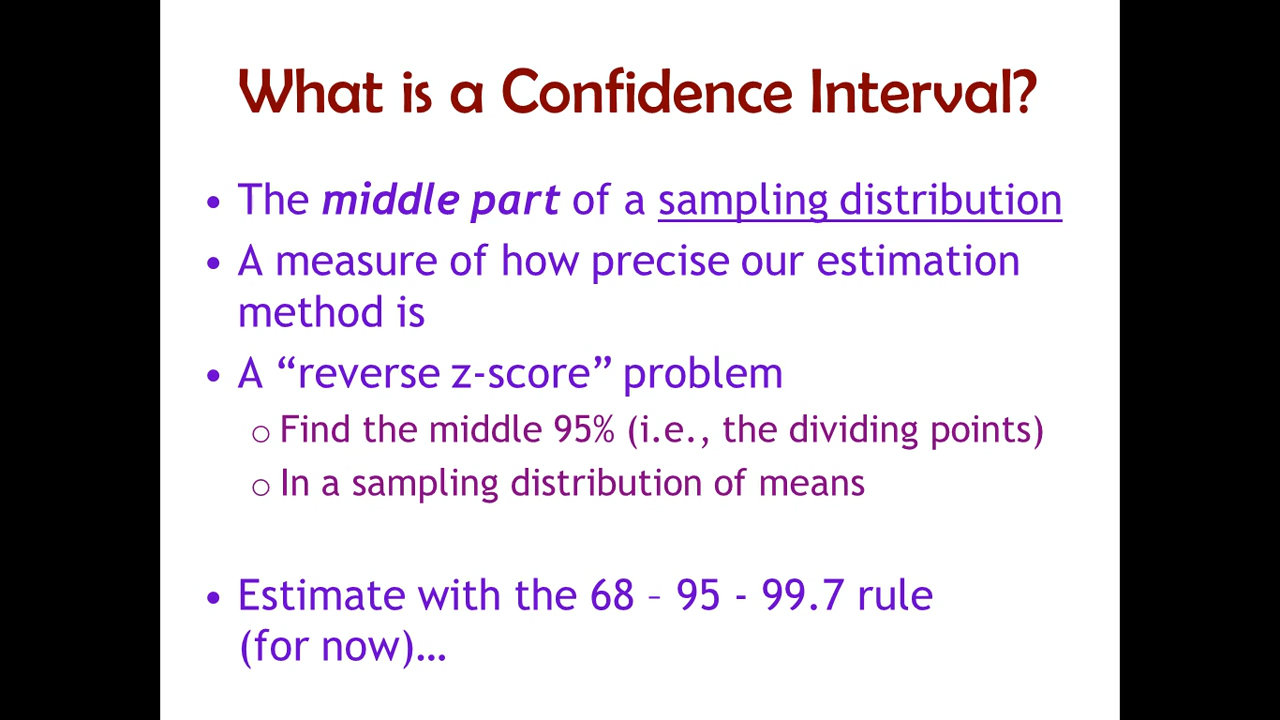 What is a Confidence Interval?
• The middle part of a sampling distribution
• A measure of how precise our estimation
method is
• A “reverse z-score” problem
o Find the middle 95% (i.e., the dividing points)
o In a sampling distribution of means
• Estimate with the 68 – 95 - 99.7 rule
(for now)…